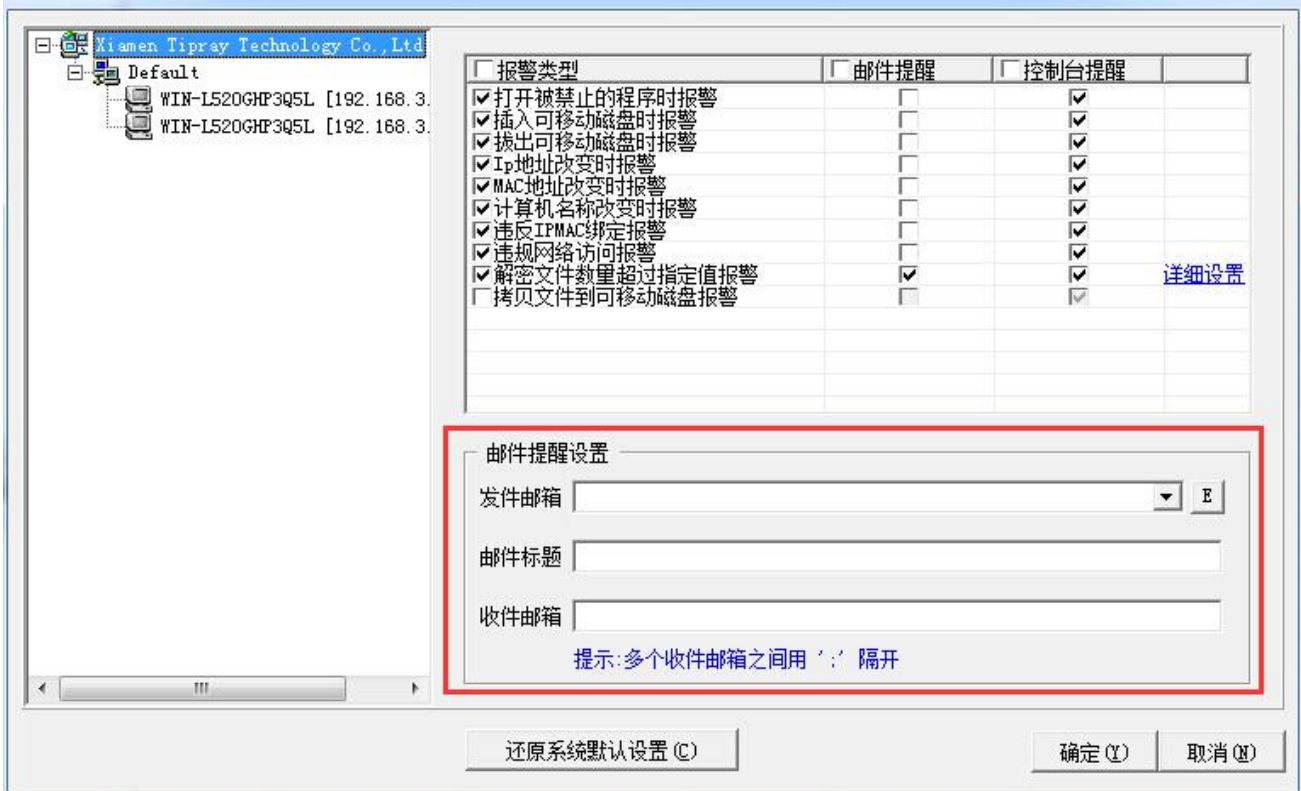 Xiamen Tipray Technology Co.,Ltd
Default
WIN-L520GHP3Q5L [192.168.3.
WIN-L520GHP3Q5L [192.168.3.
报警类型 邮件提醒 控制台提醒
打开被禁止的程序时报警
插入可移动磁盘时报警
拔出可移动磁盘时报警
Ip地址改变时报警
MAC地址改变时报警
计算机名称改变时报警
违反IPMAC绑定报警
违规网络访问报警
解密文件数量超过指定值报警 详细设置
拷贝文件到可移动磁盘报警
邮件提醒设置
发件邮箱 E
邮件标题
收件邮箱
提示:多个收件邮箱之间用 ';' 隔开
还原系统默认设置(C) 确定(Y) 取消(N)